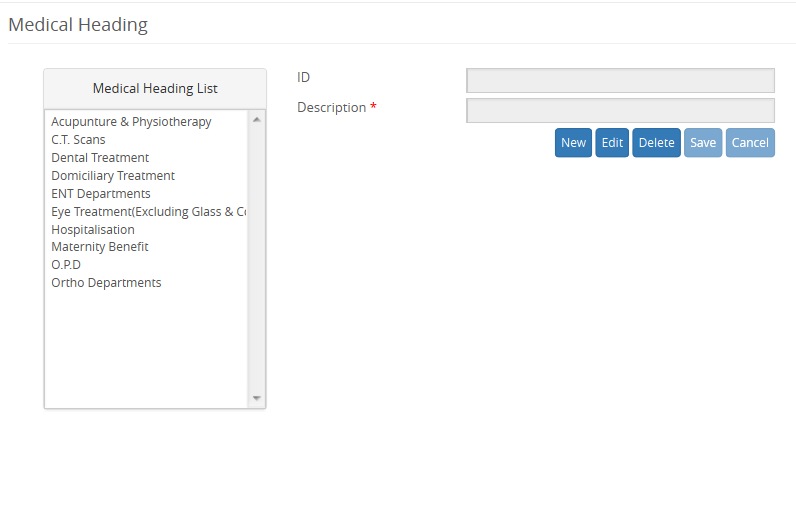 Medical Heading
Medical Heading List
Acupunture & Physiotherapy
C.T. Scans
Dental Treatment
Domiciliary Treatment
ENT Departments
Eye Treatment(Excluding Glass &
Hospitalisation
Maternity Benefit
O.P.D
Ortho Departments
ID
Description *
New Edit Delete Save Cancel